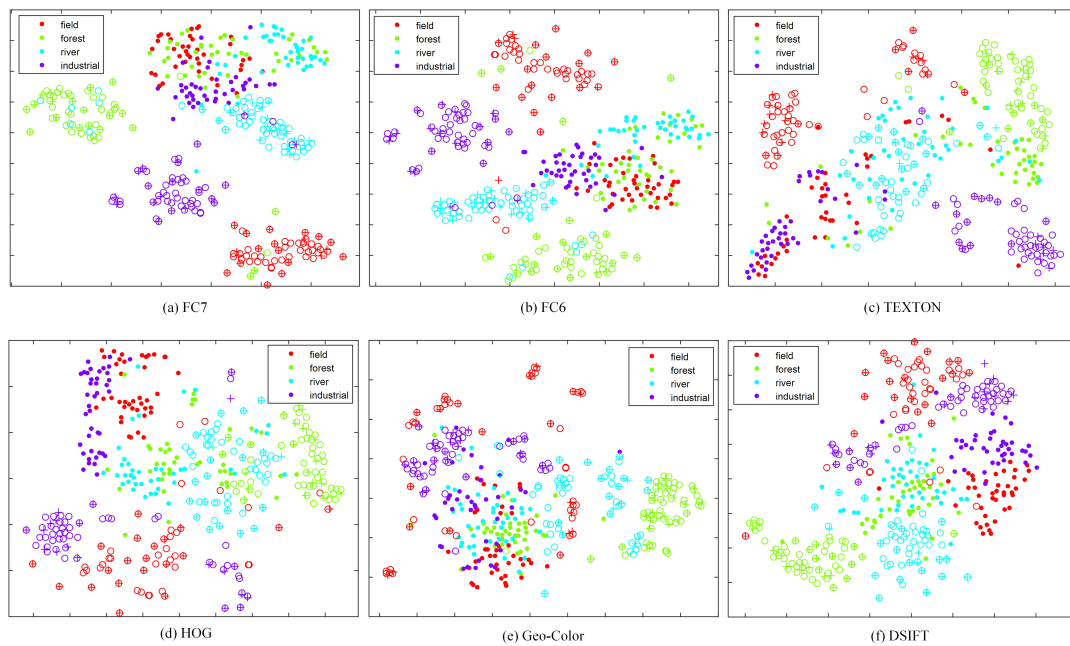 field
forest
river
industrial
(a) FC7
field
forest
river
industrial
(b) FC6
field
forest
river
industrial
(c) TEXTON
field
forest
river
industrial
(d) HOG
field
forest
river
industrial
(e) Geo-Color
field
forest
river
industrial
(f) DSIFT